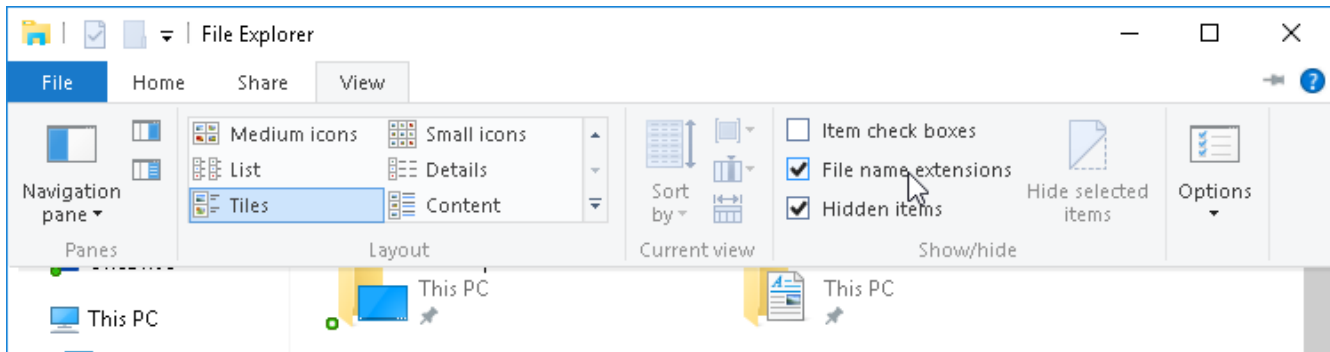 File Explorer
File Home Share View
Medium icons Small icons
List Details
Tiles Content
Navigation
pane
Panes
Layout
Sort
by
Current view
Item check boxes
File name extensions
Hidden items
Hide selected
items
Show/hide
Options
This PC This PC
This PC